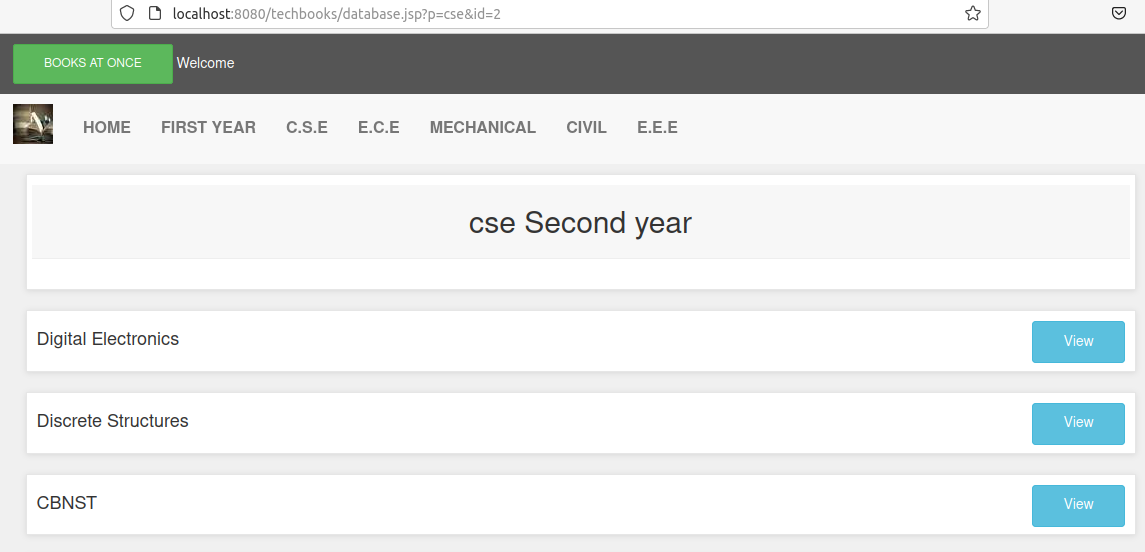 localhost:8080/techbooks/database.jsp?p=cse&id=2
BOOKS AT ONCE Welcome
HOME FIRST YEAR C.S.E E.C.E MECHANICAL CIVIL E.E.E
cse Second year
Digital Electronics View
Discrete Structures View
CBNST View